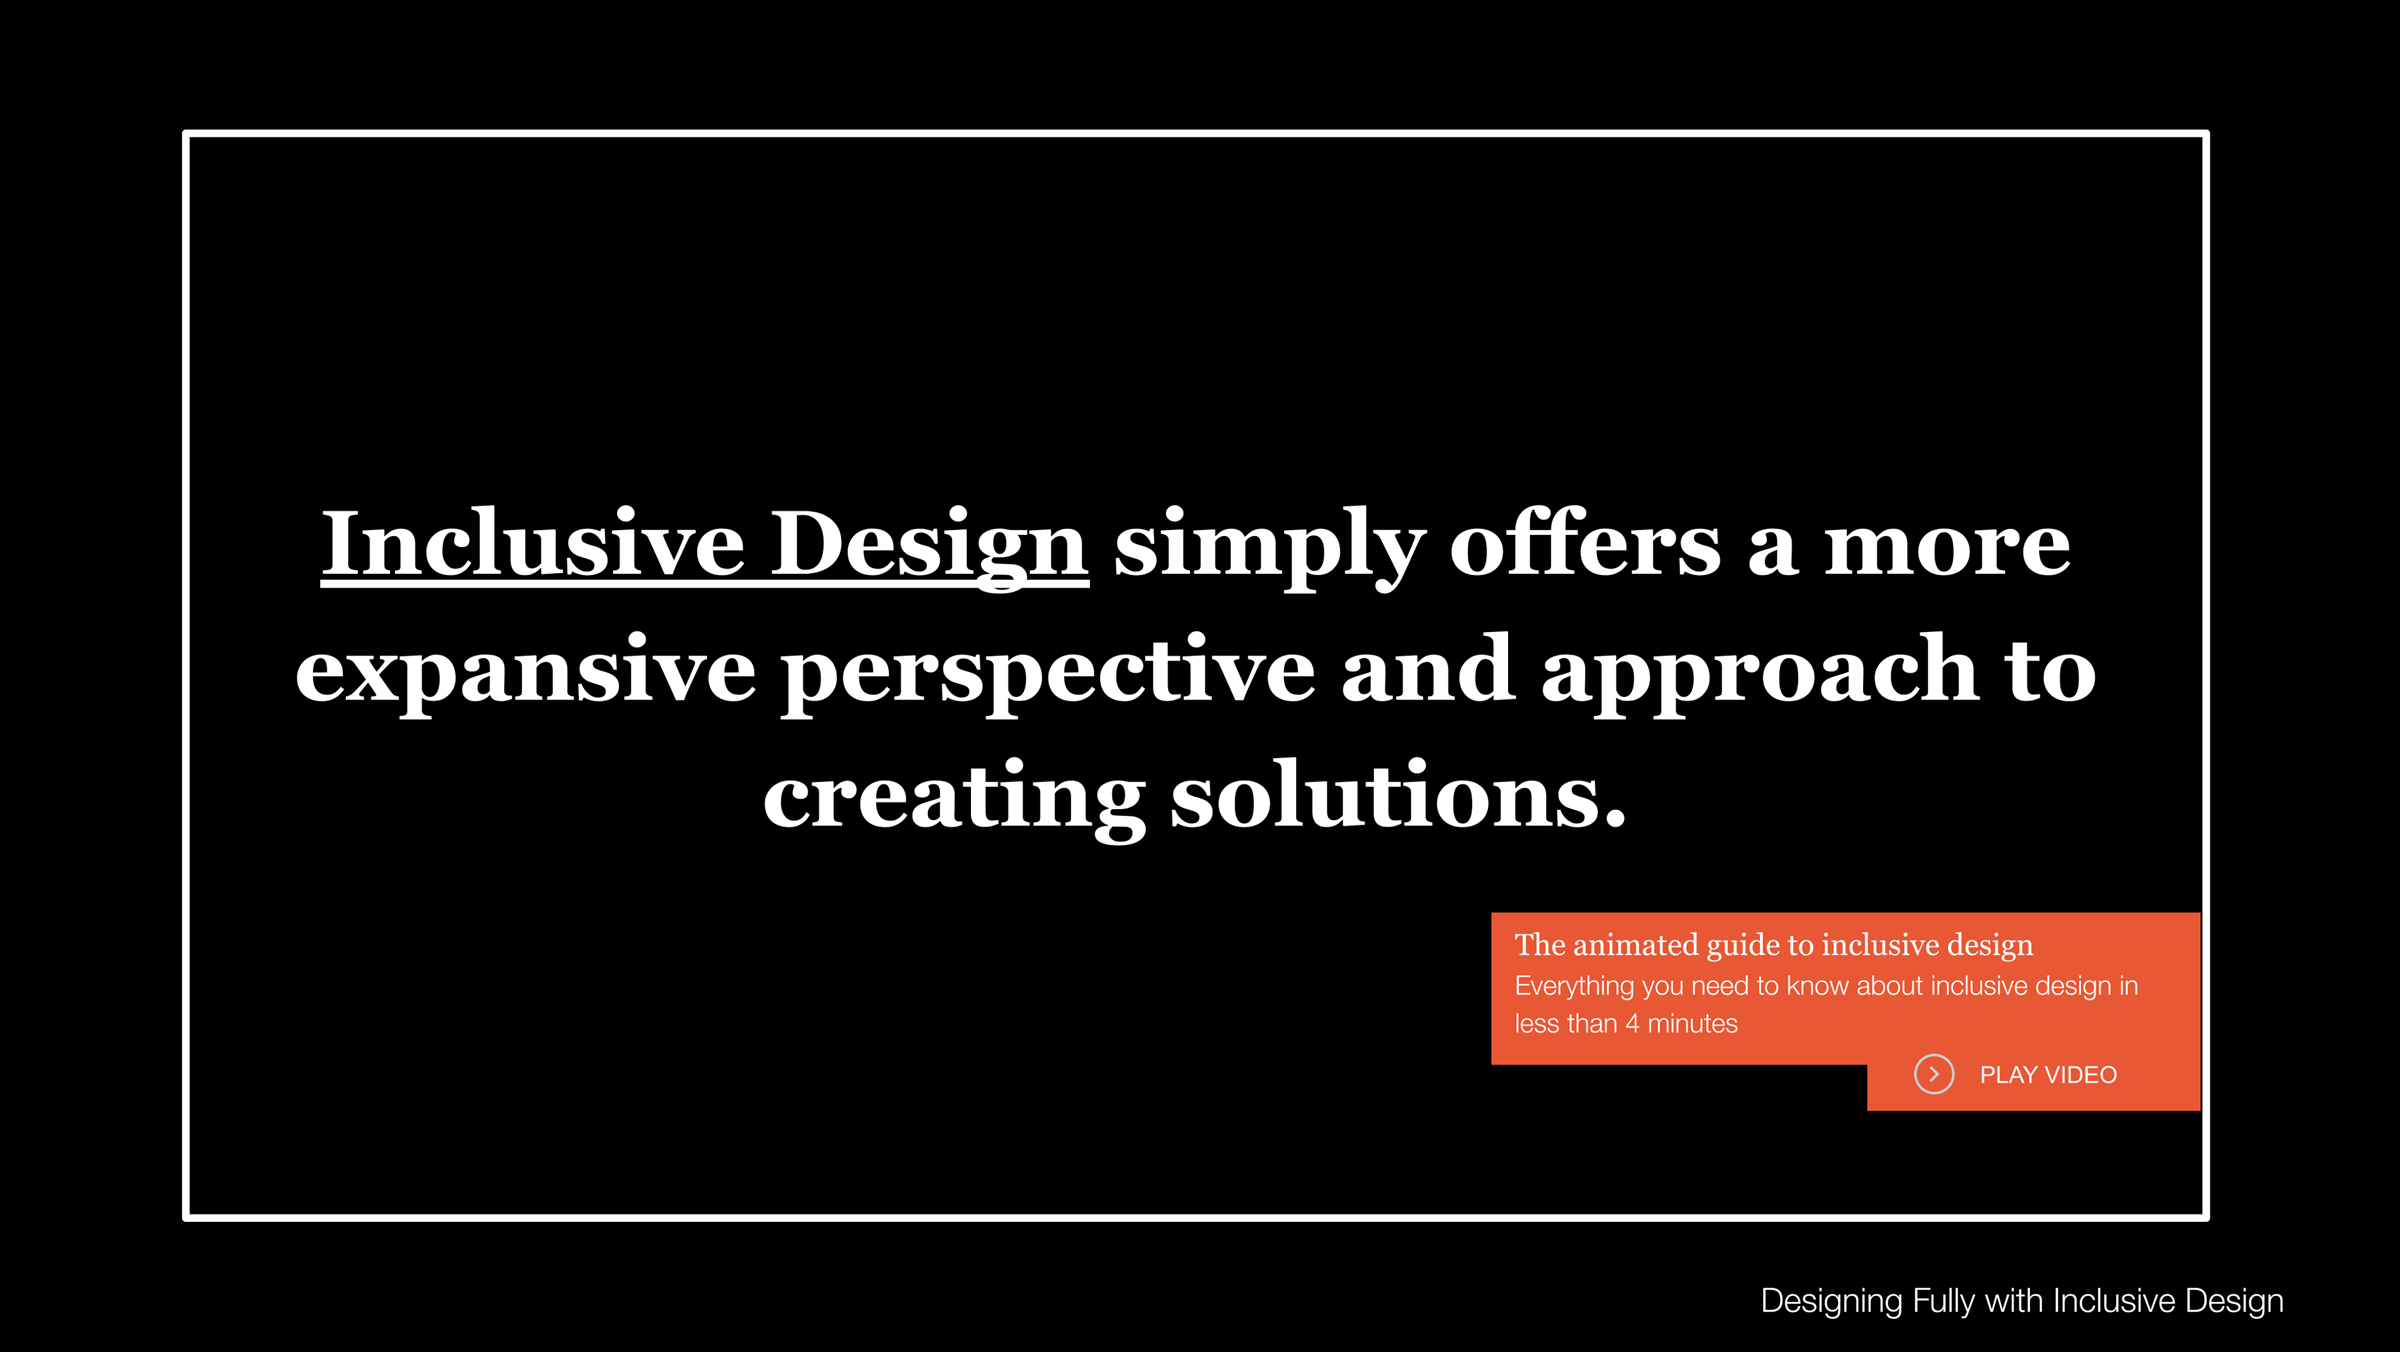 Inclusive Design simply offers a more
expansive perspective and approach to
creating solutions.
The animated guide to inclusive design
Everything you need to know about inclusive design in
less than 4 minutes
PLAY VIDEO
Designing Fully with Inclusive Design